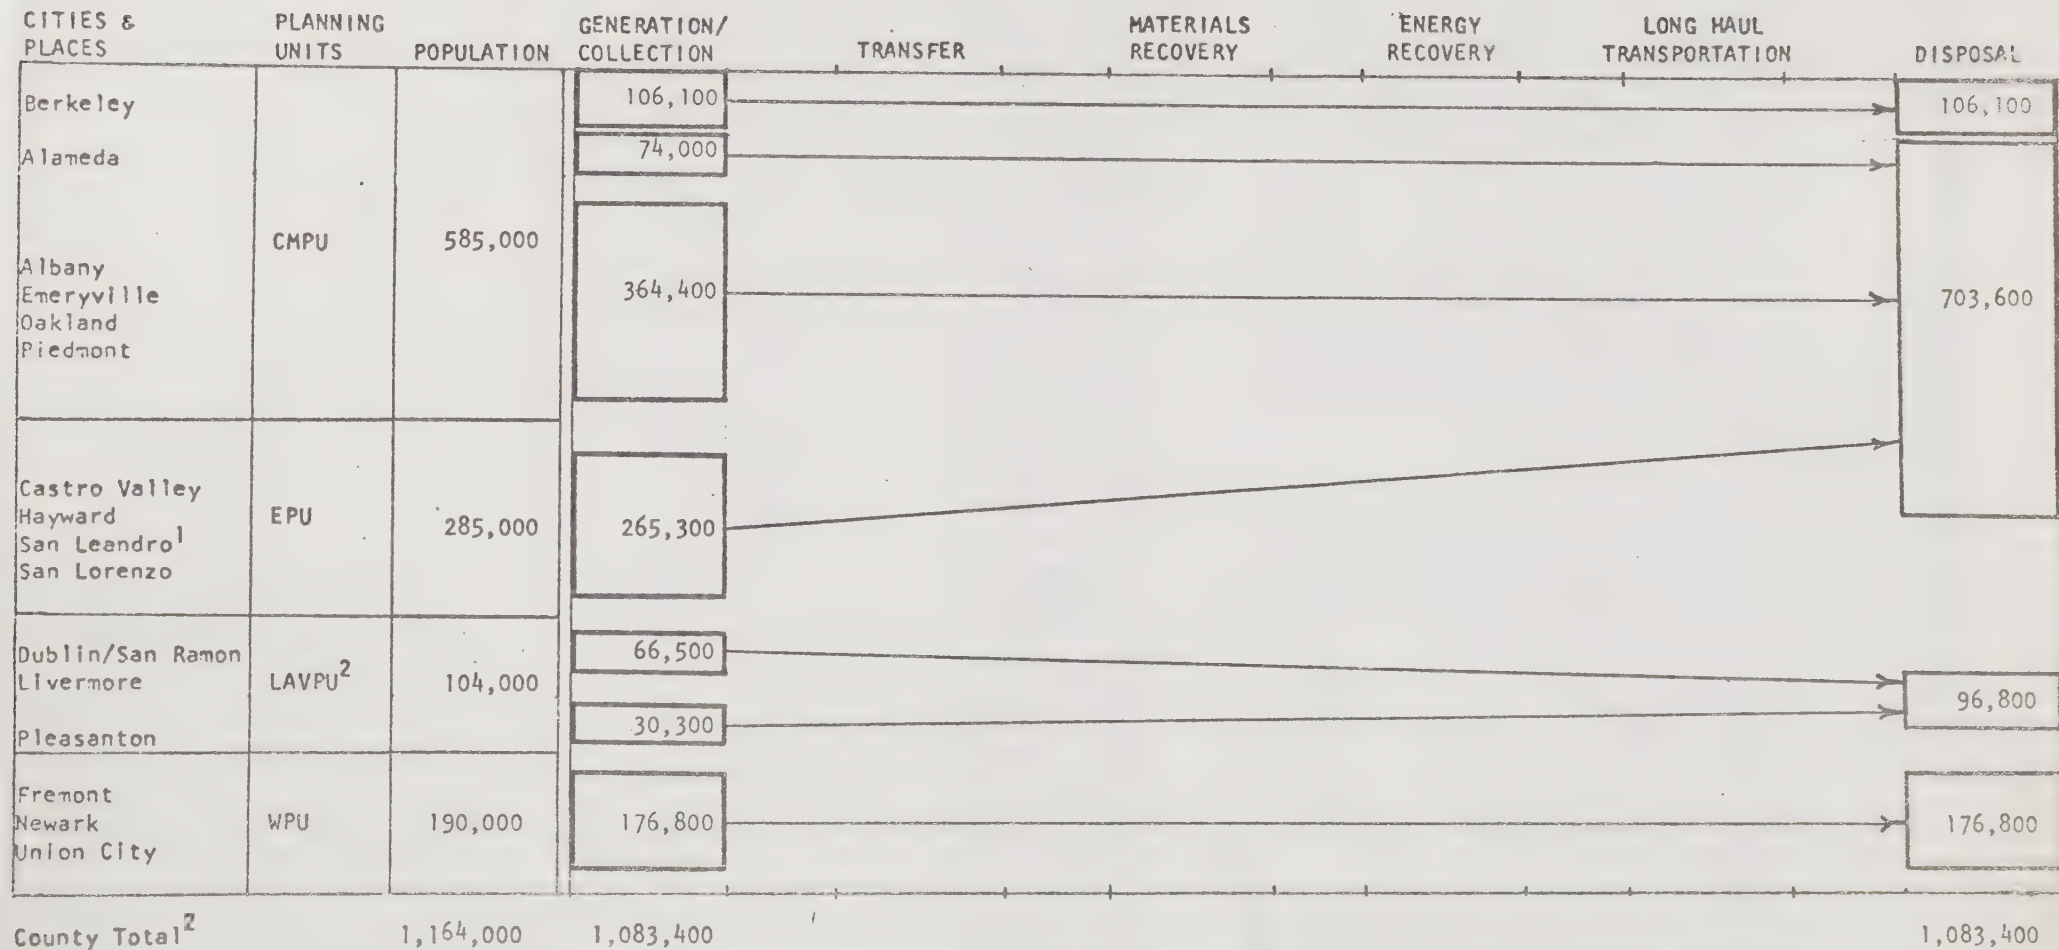 CITIES & PLACES PLANNING UNITS POPULATION GENERATION/ COLLECTION TRANSFER MATERIALS RECOVERY ENERGY RECOVERY LONG HAUL TRANSPORTATION DISPOSAL
Berkeley 106,100 106,100
Alameda 74,000
CMPU 585,000
Albany
Emeryville 364,400 703,600
Oakland
Piedmont
Castro Valley
Hayward EPU 285,000 265,300
San Leandro1
San Lorenzo
Dublin/San Ramon 66,500
Livermore LAVPU2 104,000 96,800
Pleasanton 30,300
Fremont
Newark WPU 190,000 176,800 176,800
Union City
County Total2 1,164,000 1,083,400 1,083,400